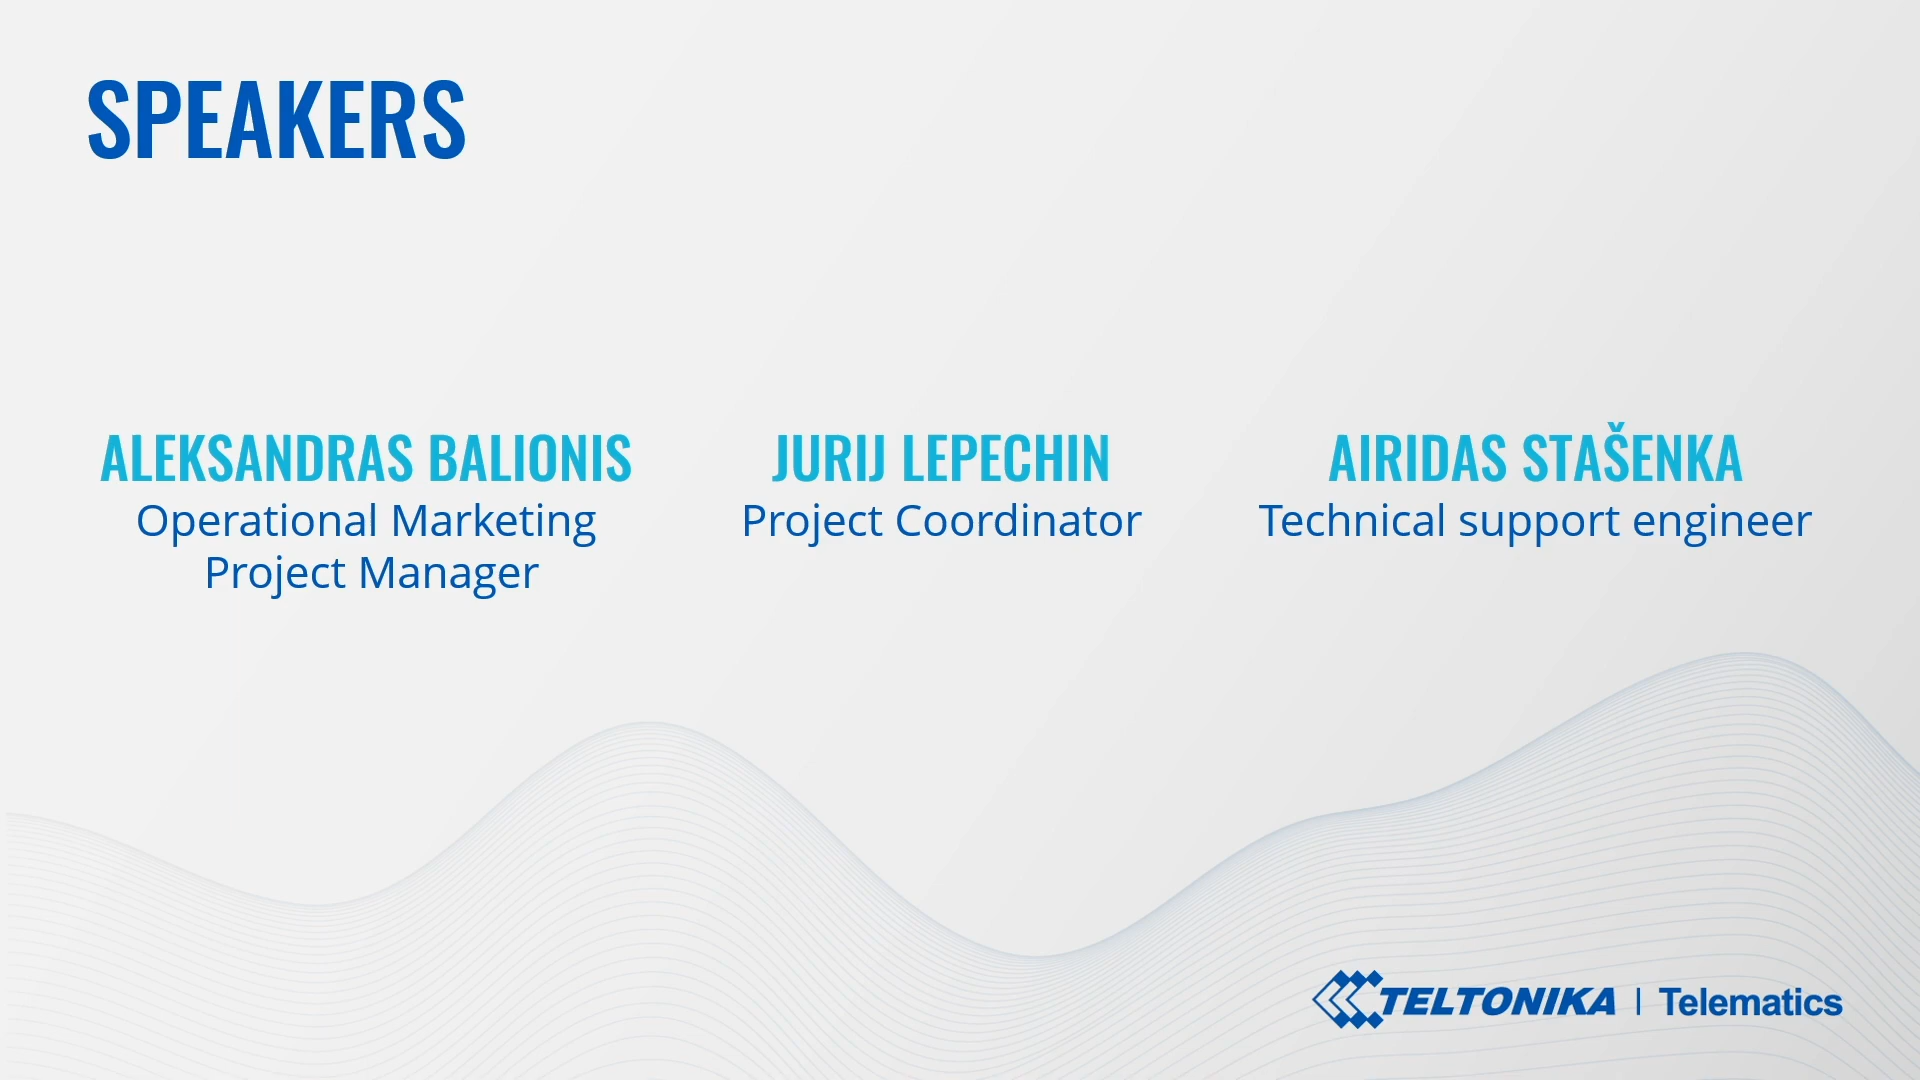 SPEAKERS
ALEKSANDRAS BALIONIS
Operational Marketing
Project Manager
JURIJ LEPECHIN
Project Coordinator
AIRIDAS STAŠENKA
Technical support engineer
TELTONIKA | Telematics